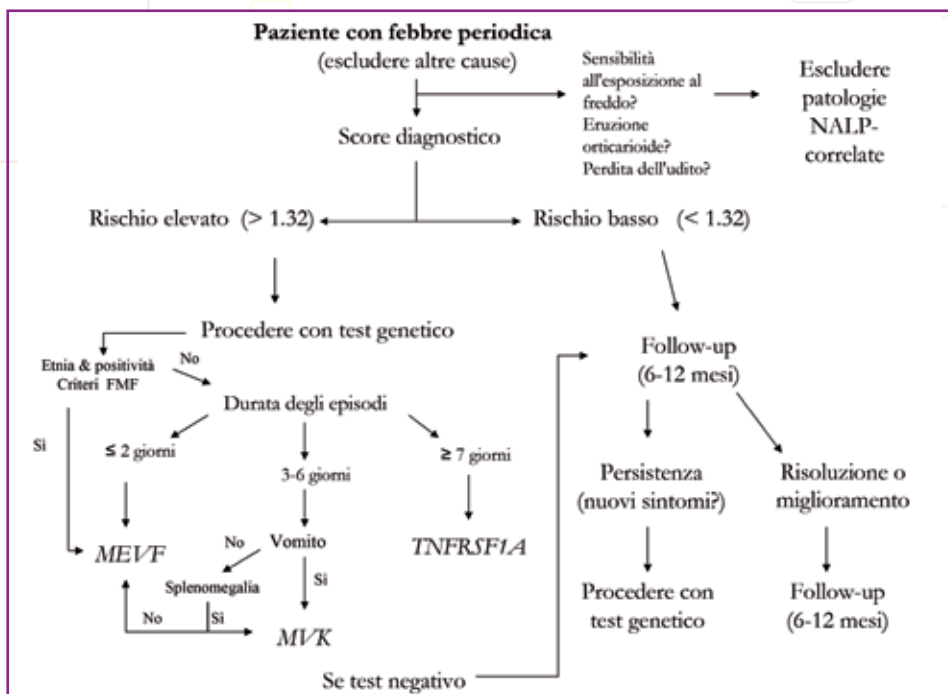 Paziente con febbre periodica
(escludere altre cause)
Sensibilità
all'esposizione al
freddo?
Eruzione
orticarioide?
Perdita dell'udito?
Escludere
patologie
NALP-
correlate
Score diagnostico
Rischio elevato (> 1.32)
Rischio basso (< 1.32)
Procedere con test genetico
Etnia & positività
Criteri FMF
No
Sì
Durata degli episodi
≤ 2 giorni
3-6 giorni
≥ 7 giorni
MEVF
No
Vomito
Sì
TNFRSF1A
Splenomegalia
No
Sì
MVK
Se test negativo
Follow-up
(6-12 mesi)
Persistenza
(nuovi sintomi?)
Risoluzione o
miglioramento
Procedere con
test genetico
Follow-up
(6-12 mesi)